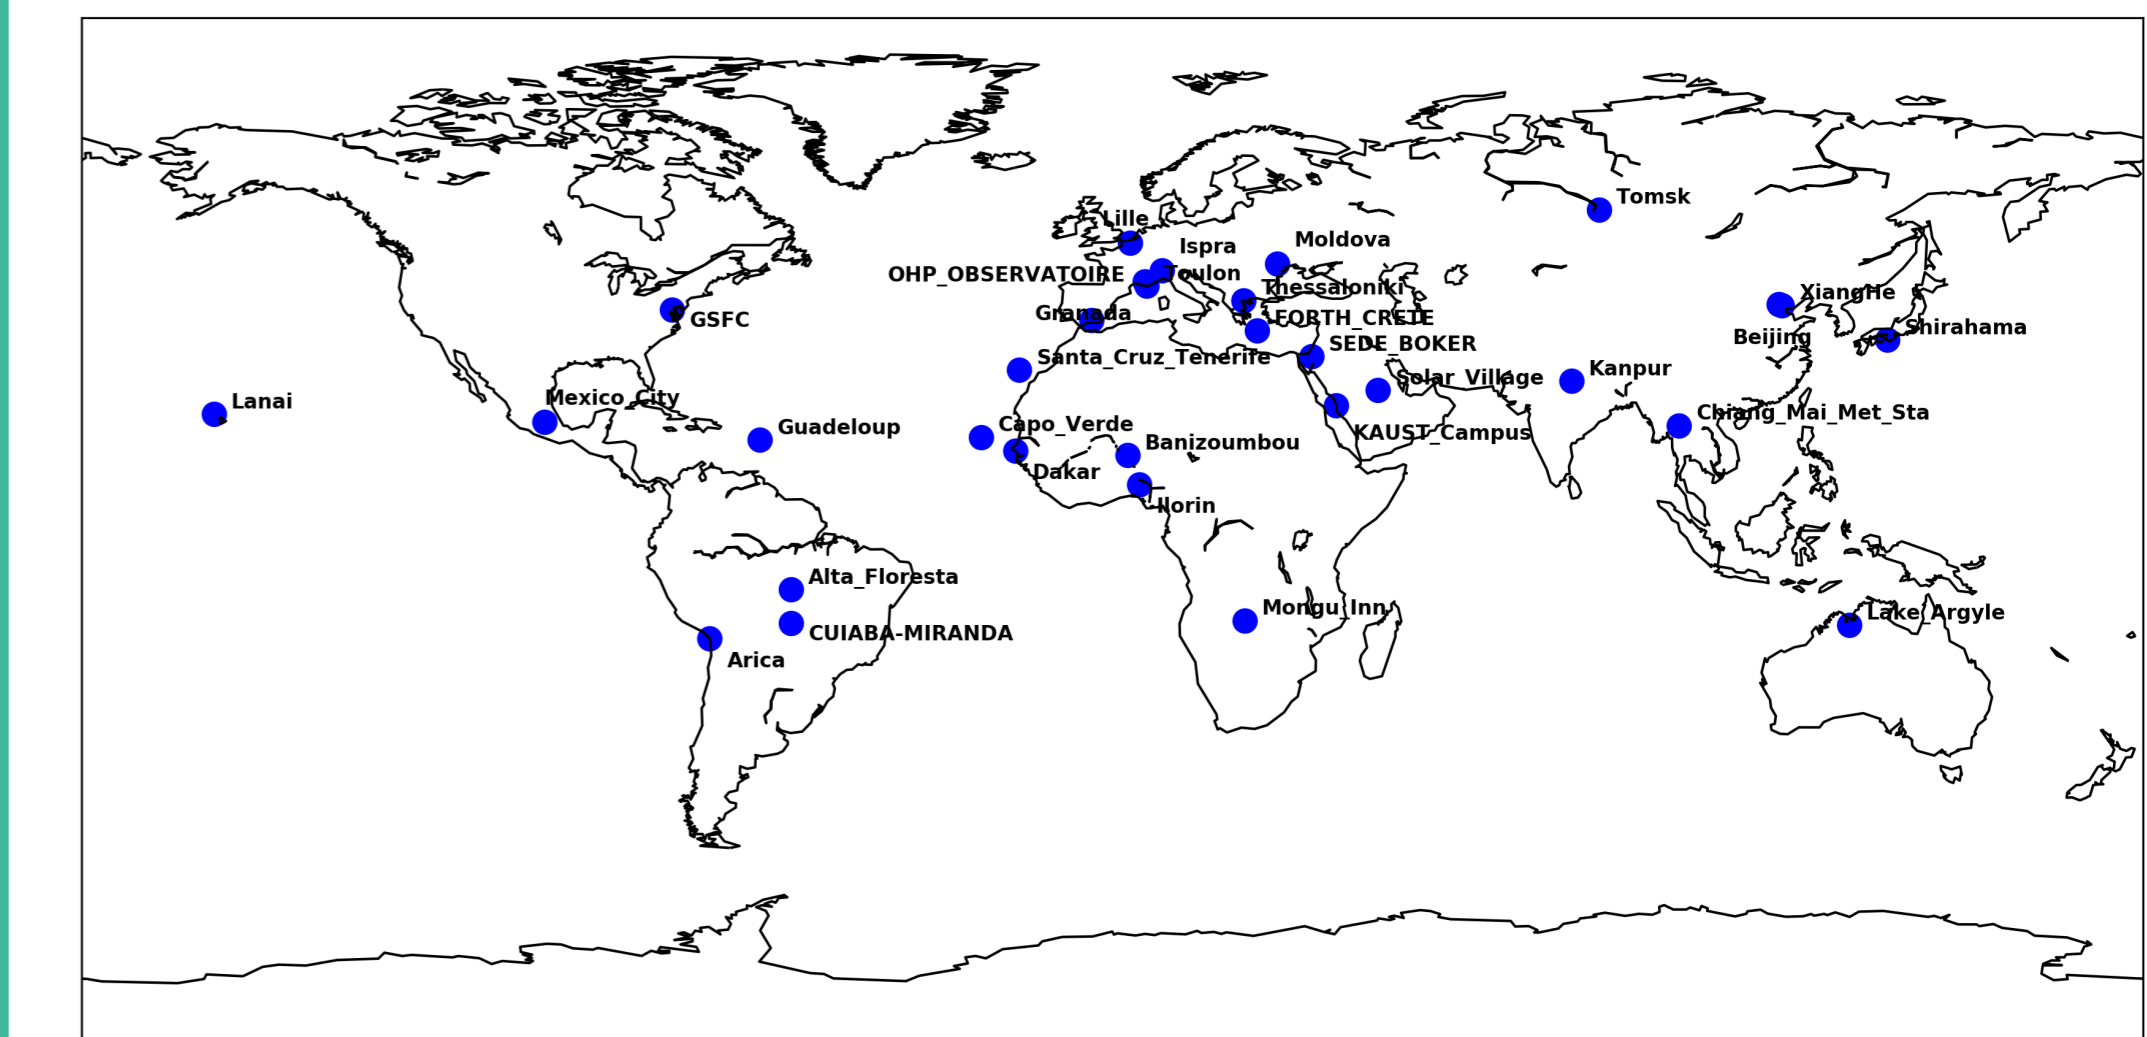 Tomsk
Lille
Ispra
Moldova
OHP_OBSERVATOIRE
Toulon
Thessaloniki
XiangHe
GSFC
Granada
FORTH_CRETE
Shirahama
Beijing
SEDE_BOKER
Santa_Cruz_Tenerife
Kanpur
Solar_Village
Lanai
Mexico_City
Chiang_Mai_Met_Sta
Guadeloup
Capo_Verde
KAUST_Campus
Banizoumbou
Dakar
Ilorin
Alta_Floresta
Mongu_Inn
Lake_Argyle
CUIABA-MIRANDA
Arica